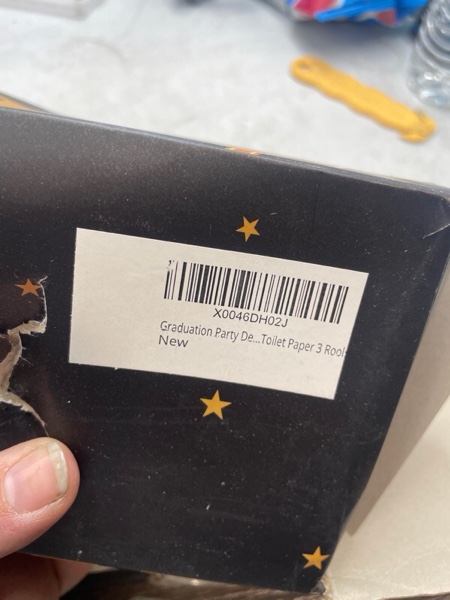 X0046DH02J
Graduation Party De...Toilet Paper 3 Rool
New